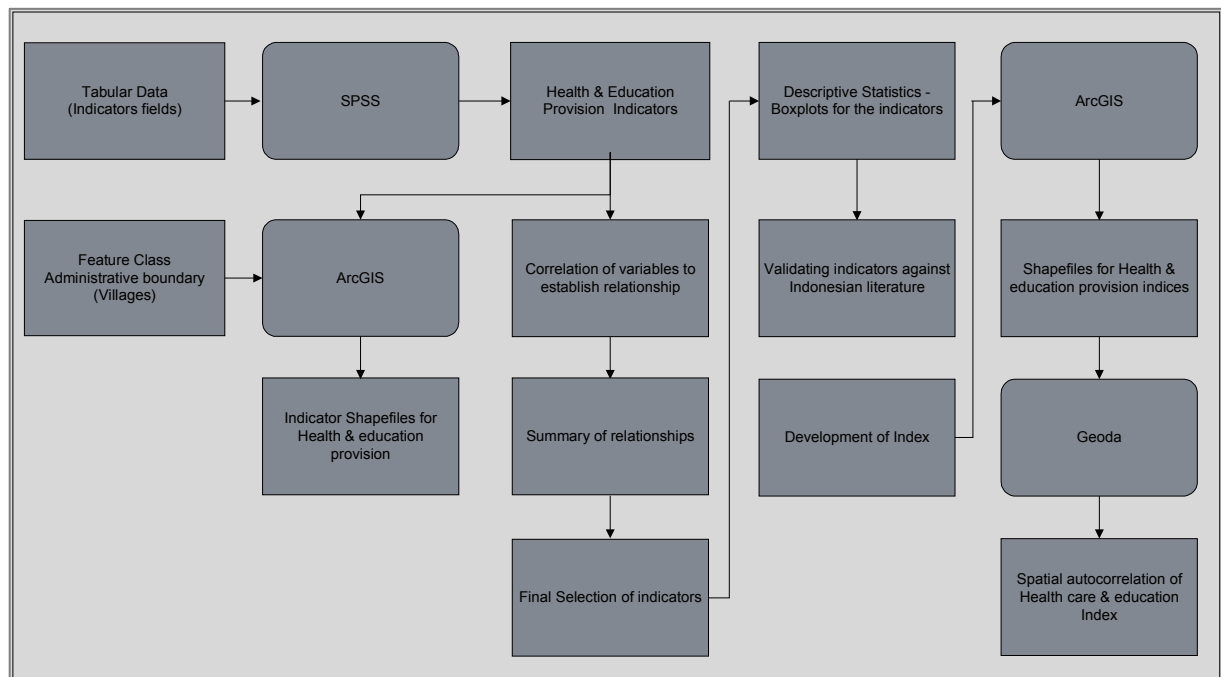 Tabular Data
(Indicators fields)
SPSS
Health & Education
Provision  Indicators
Descriptive Statistics -
Boxplots for the indicators
ArcGIS
Feature Class
Administrative boundary
(Villages)
ArcGIS
Correlation of variables to
establish relationship
Validating indicators against
Indonesian literature
Shapefiles for Health &
education provision indices
Indicator Shapefiles for
Health & education
provision
Summary of relationships
Development of Index
Geoda
Final Selection of indicators
Spatial autocorrelation of
Health care & education
Index